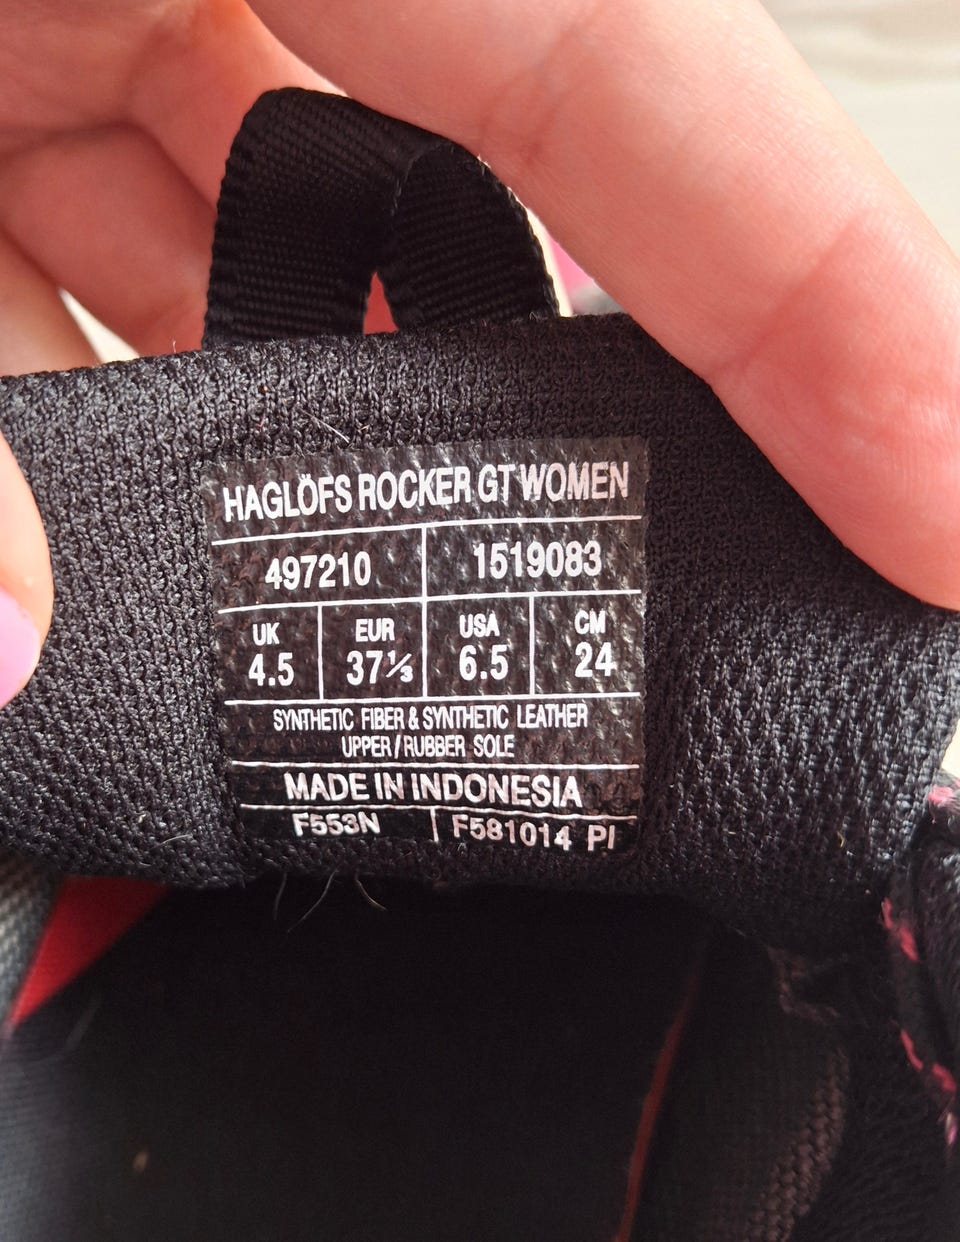 HAGLÖFS ROCKER GT WOMEN
497210 1519083
UK EUR USA CM
4.5 37⅓ 6.5 24
SYNTHETIC FIBER & SYNTHETIC LEATHER
UPPER / RUBBER SOLE
MADE IN INDONESIA
F553N F581014 PI